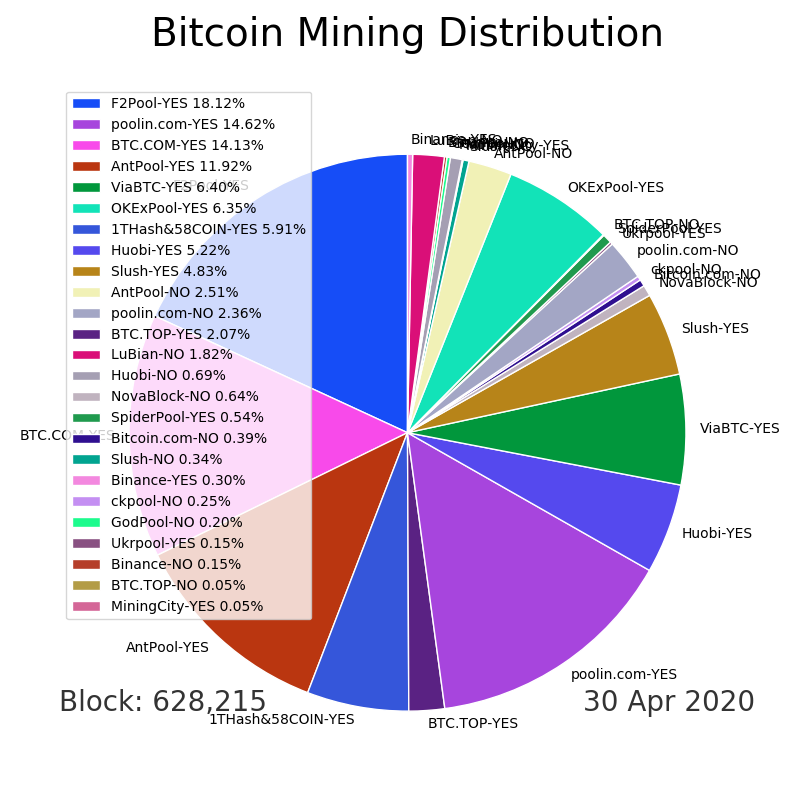 Bitcoin Mining Distribution
F2Pool-YES 18.12%
poolin.com-YES 14.62%
BTC.COM-YES 14.13%
AntPool-YES 11.92%
ViaBTC-YES 6.40%
OKExPool-YES 6.35%
1THash&58COIN-YES 5.91%
Huobi-YES 5.22%
Slush-YES 4.83%
AntPool-NO 2.51%
poolin.com-NO 2.36%
BTC.TOP-YES 2.07%
LuBian-NO 1.82%
Huobi-NO 0.69%
NovaBlock-NO 0.64%
SpiderPool-YES 0.54%
Bitcoin.com-NO 0.39%
Slush-NO 0.34%
Binance-YES 0.30%
ckpool-NO 0.25%
GodPool-NO 0.20%
Ukrpool-YES 0.15%
Binance-NO 0.15%
BTC.TOP-NO 0.05%
MiningCity-YES 0.05%
Binance-YES
AntPool-NO
OKExPool-YES
BTC.TOP-NO
SpiderPool-YES
Ukrpool-YES
poolin.com-NO
ckpool-NO
Bitcoin.com-NO
NovaBlock-NO
Slush-YES
ViaBTC-YES
Huobi-YES
poolin.com-YES
BTC.TOP-YES
1THash&58COIN-YES
AntPool-YES
BTC.COM-YES
F2Pool-YES
Block: 628,215
30 Apr 2020